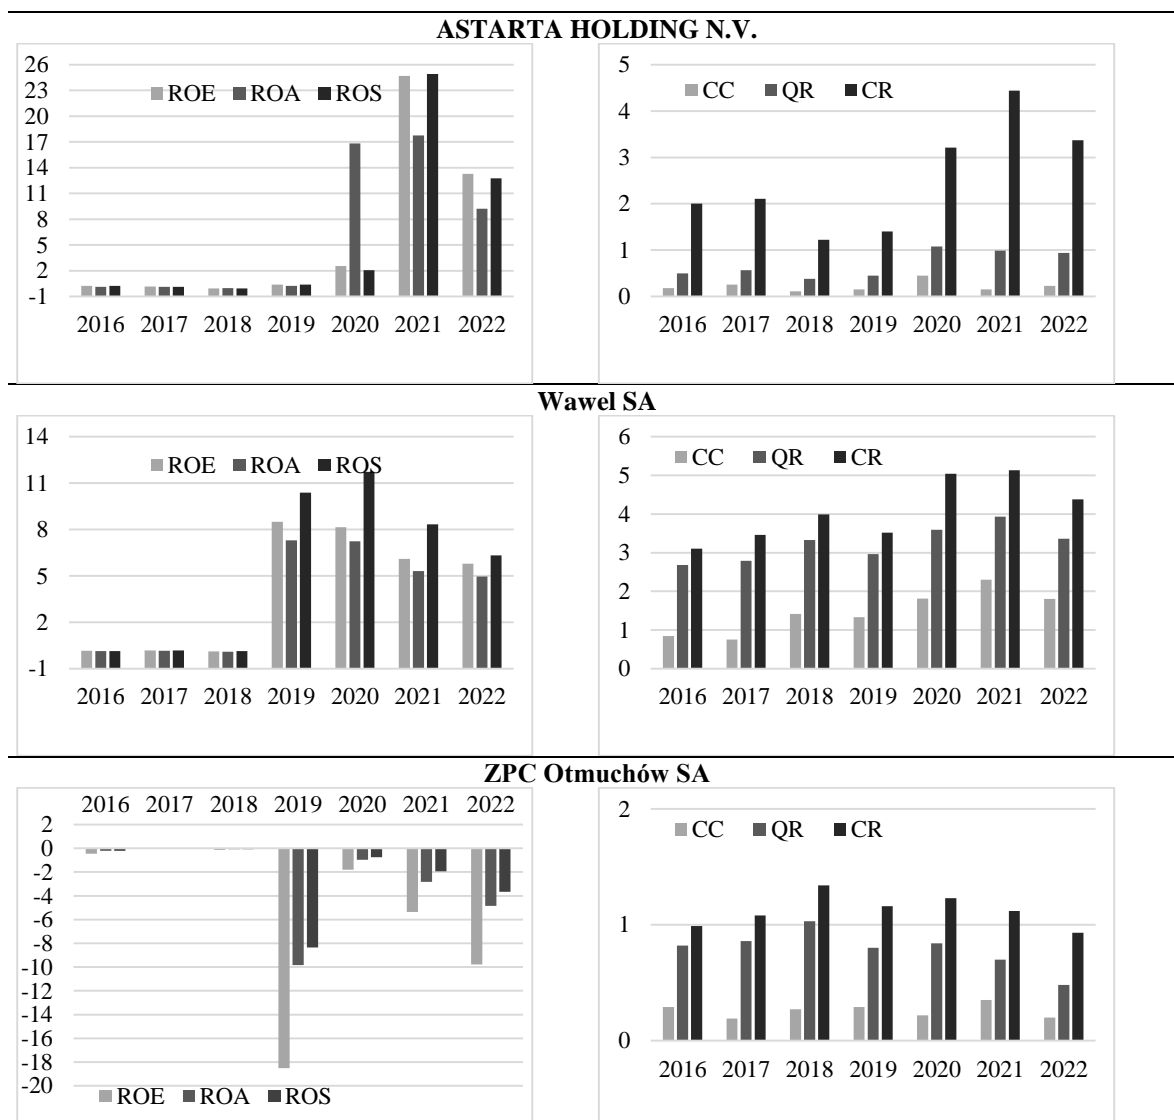 ASTARTA HOLDING N.V.
26
23
20
17
14
11
8
5
2
-1
ROE ROA ROS
2016 2017 2018 2019 2020 2021 2022
5
4
3
2
1
0
CC QR CR
2016 2017 2018 2019 2020 2021 2022
Wawel SA
14
11
8
5
2
-1
ROE ROA ROS
2016 2017 2018 2019 2020 2021 2022
6
5
4
3
2
1
0
CC QR CR
2016 2017 2018 2019 2020 2021 2022
ZPC Otmuchów SA
2016 2017 2018 2019 2020 2021 2022
2
0
-2
-4
-6
-8
-10
-12
-14
-16
-18
-20
ROE ROA ROS
2
1
0
CC QR CR
2016 2017 2018 2019 2020 2021 2022